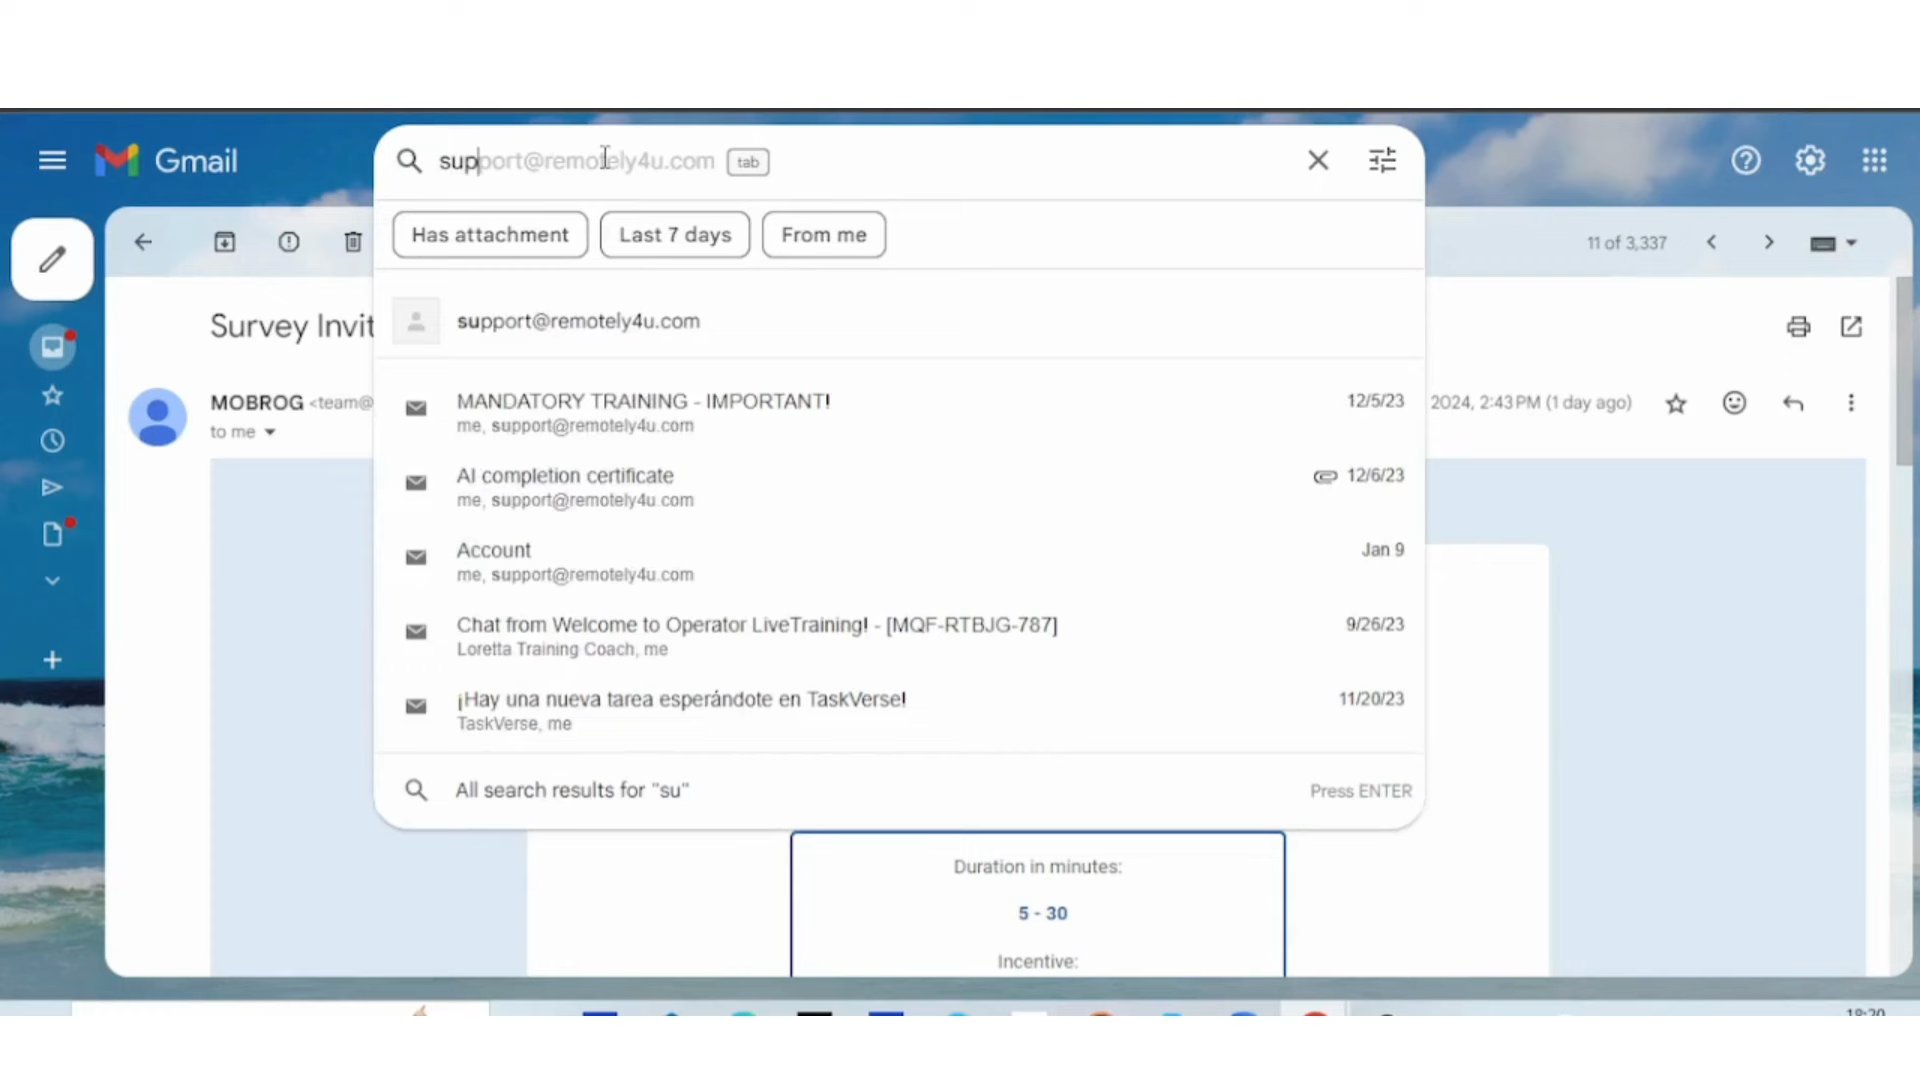 Gmail
support@remotely4u.com tab
Has attachment Last 7 days From me
11 of 3,337
support@remotely4u.com
Survey Invit
MANDATORY TRAINING - IMPORTANT! 12/5/23
me, support@remotely4u.com
MOBROG <team@
2024, 2:43 PM (1 day ago)
to me
AI completion certificate 12/6/23
me, support@remotely4u.com
Account Jan 9
me, support@remotely4u.com
Chat from Welcome to Operator LiveTraining! - [MQF-RTBJG-787] 9/26/23
Loretta Training Coach, me
¡Hay una nueva tarea esperándote en TaskVerse! 11/20/23
TaskVerse, me
All search results for "su" Press ENTER
Duration in minutes:
5 - 30
Incentive: